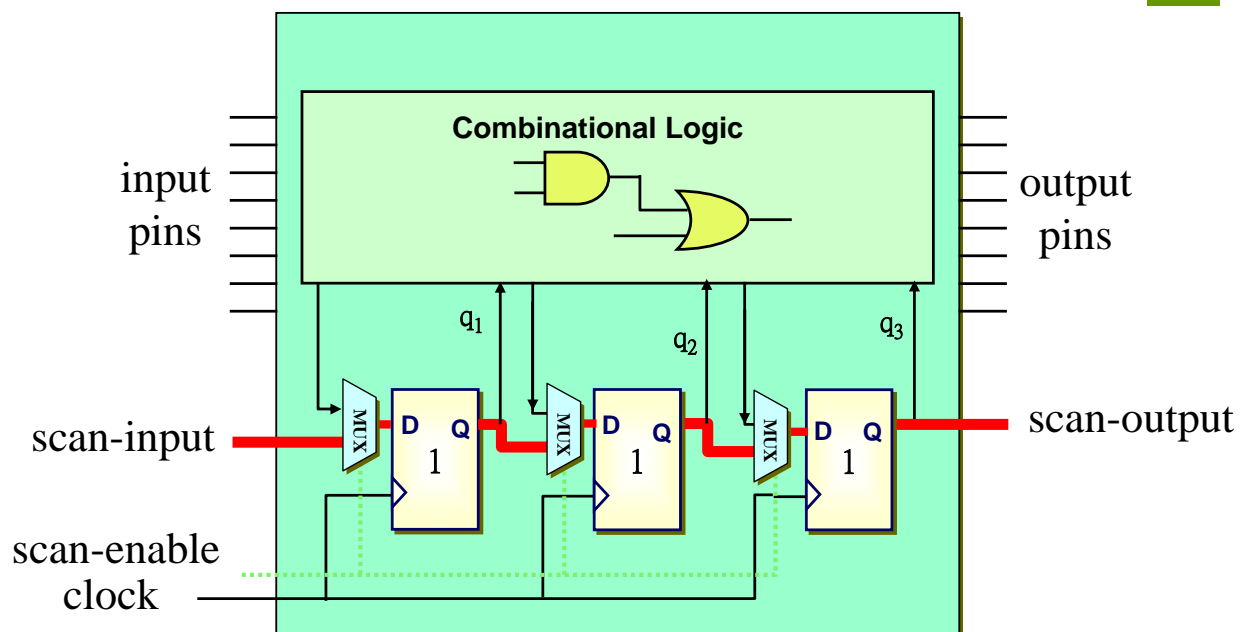 Combinational Logic
input
pins
output
pins
q₁
q₂
q₃
MUX
D Q
1
MUX
D Q
1
MUX
D Q
1
scan-input
scan-output
scan-enable
clock